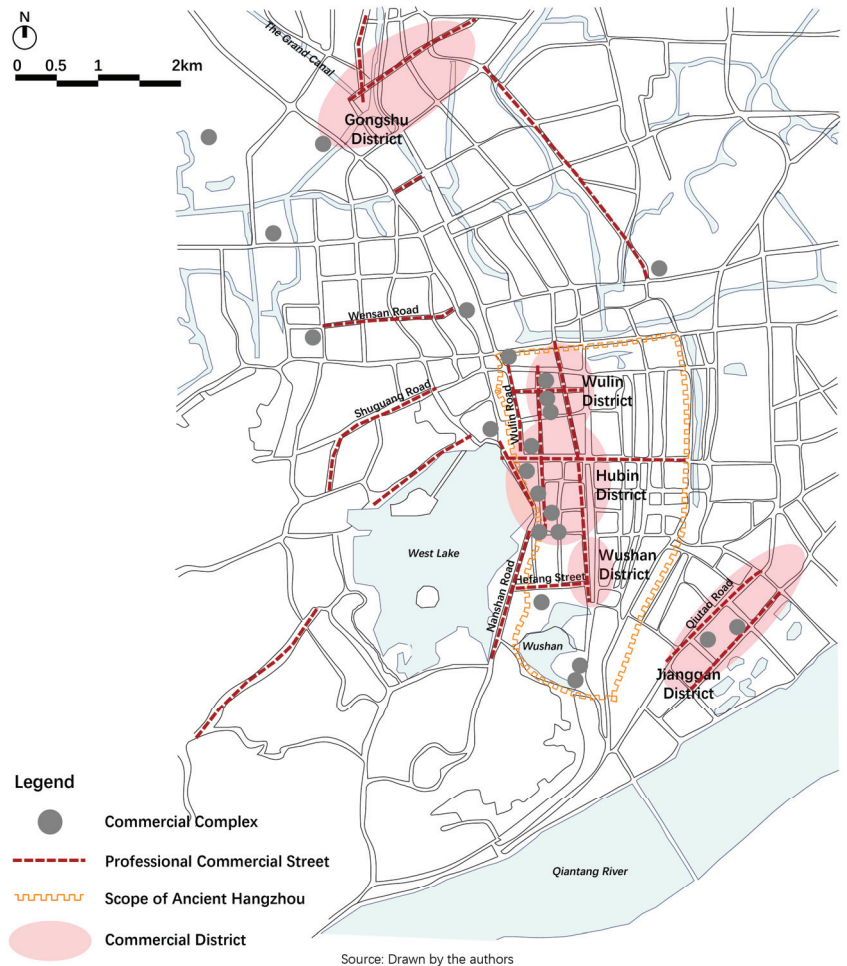 N
0 0.5 1 2km
The Grand Canal
Gongshu
District
Wensan Road
Shuguang Road
Wulin Road
Wulin
District
Hubin
District
West Lake
Nanshan Road
Hefang Street
Wushan
District
Wushan
Qiutao Road
Jianggan
District
Qiantang River
Legend
Commercial Complex
Professional Commercial Street
Scope of Ancient Hangzhou
Commercial District
Source: Drawn by the authors